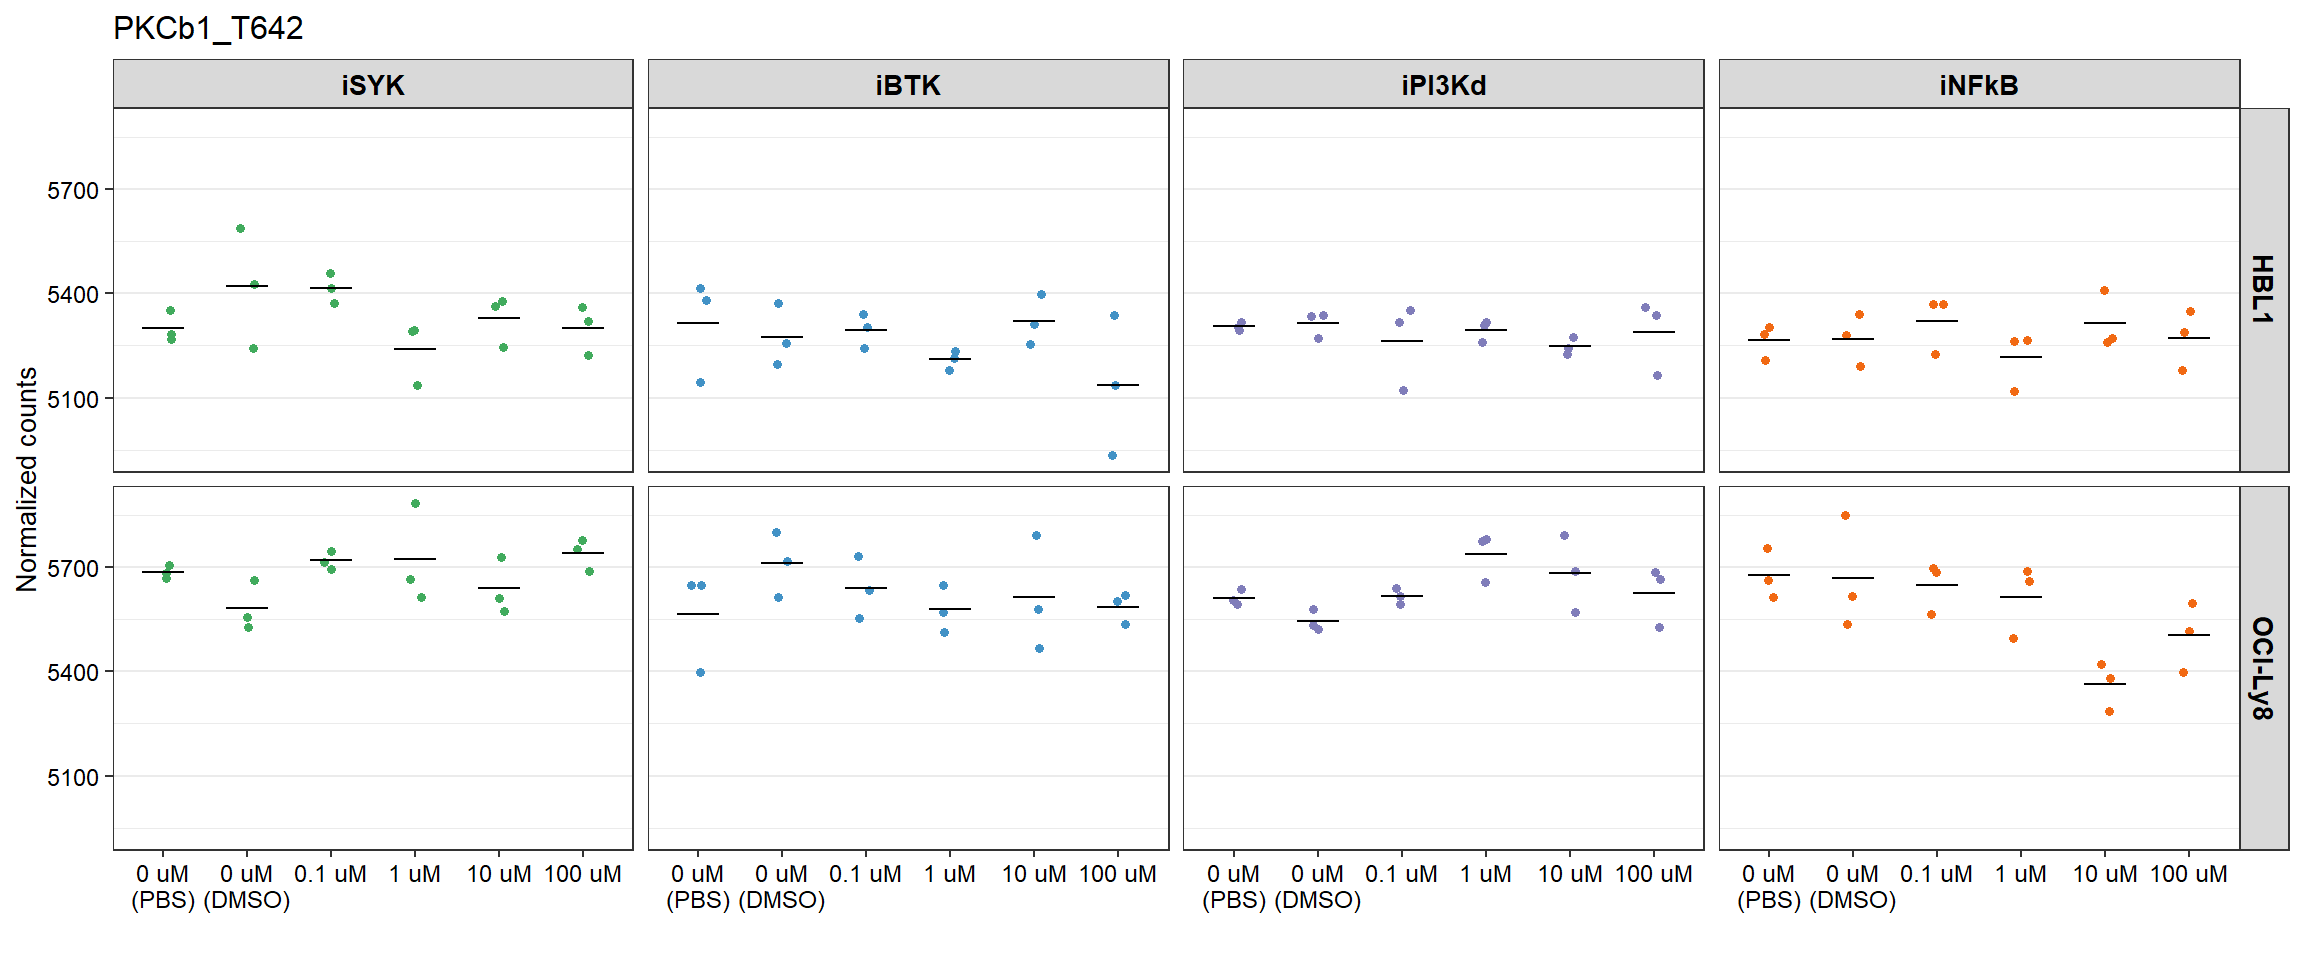 PKCb1_T642
iSYK
iBTK
iPI3Kd
iNFkB
Normalized counts
5700
5400
5100
HBL1
5700
5400
5100
OCI-Ly8
0 uM 0 uM 0.1 uM 1 uM 10 uM 100 uM
(PBS) (DMSO)
0 uM 0 uM 0.1 uM 1 uM 10 uM 100 uM
(PBS) (DMSO)
0 uM 0 uM 0.1 uM 1 uM 10 uM 100 uM
(PBS) (DMSO)
0 uM 0 uM 0.1 uM 1 uM 10 uM 100 uM
(PBS) (DMSO)